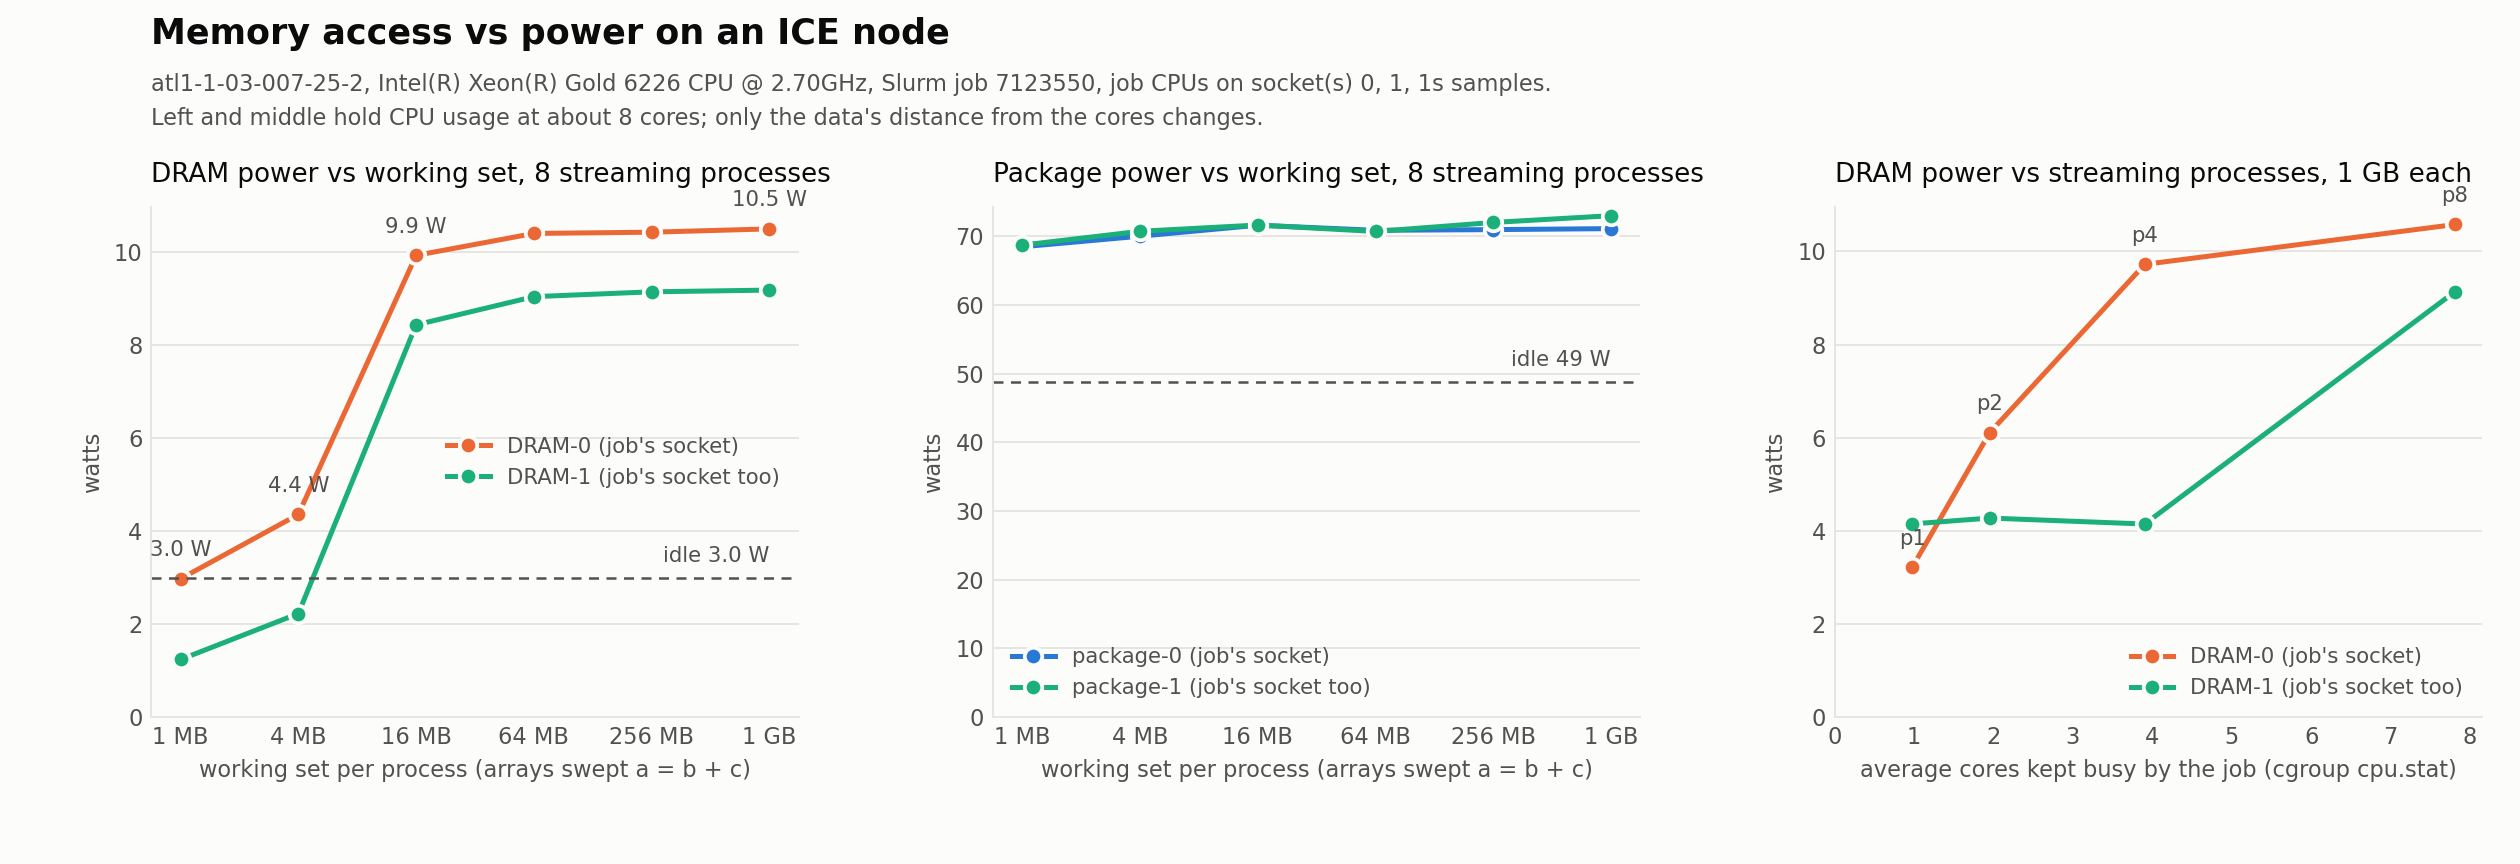 Memory access vs power on an ICE node
atl1-1-03-007-25-2, Intel(R) Xeon(R) Gold 6226 CPU @ 2.70GHz, Slurm job 7123550, job CPUs on socket(s) 0, 1, 1s samples.
Left and middle hold CPU usage at about 8 cores; only the data's distance from the cores changes.
DRAM power vs working set, 8 streaming processes
10.5 W
9.9 W
10
8
6
4
2
0
watts
4.4 W
3.0 W
idle 3.0 W
DRAM-0 (job's socket)
DRAM-1 (job's socket too)
1 MB
4 MB
16 MB
64 MB
256 MB
1 GB
working set per process (arrays swept a = b + c)
Package power vs working set, 8 streaming processes
70
60
50
40
30
20
10
0
watts
idle 49 W
package-0 (job's socket)
package-1 (job's socket too)
1 MB
4 MB
16 MB
64 MB
256 MB
1 GB
working set per process (arrays swept a = b + c)
DRAM power vs streaming processes, 1 GB each
p8
p4
p2
p1
10
8
6
4
2
0
watts
DRAM-0 (job's socket)
DRAM-1 (job's socket too)
0
1
2
3
4
5
6
7
8
average cores kept busy by the job (cgroup cpu.stat)